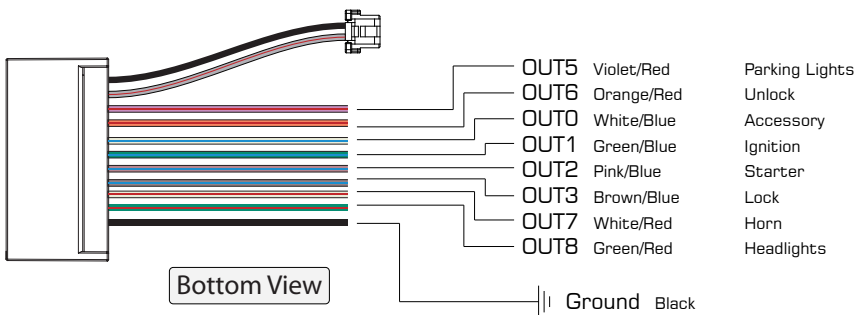 OUT5 Violet/Red Parking Lights
OUT6 Orange/Red Unlock
OUT0 White/Blue Accessory
OUT1 Green/Blue Ignition
OUT2 Pink/Blue Starter
OUT3 Brown/Blue Lock
OUT7 White/Red Horn
OUT8 Green/Red Headlights
Bottom View
Ground Black